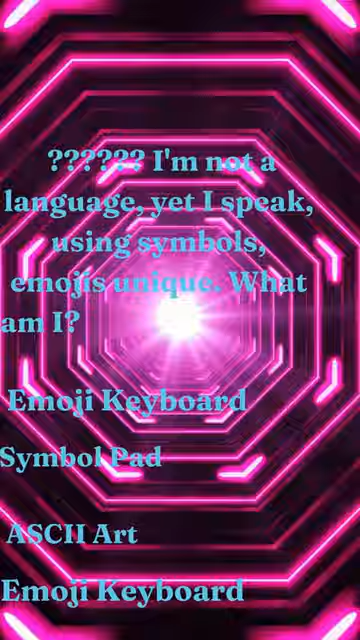 ?????? I'm not a
language, yet I speak,
using symbols,
emojis unique. What
am I?
Emoji Keyboard
Symbol Pad
ASCII Art
Emoji Keyboard